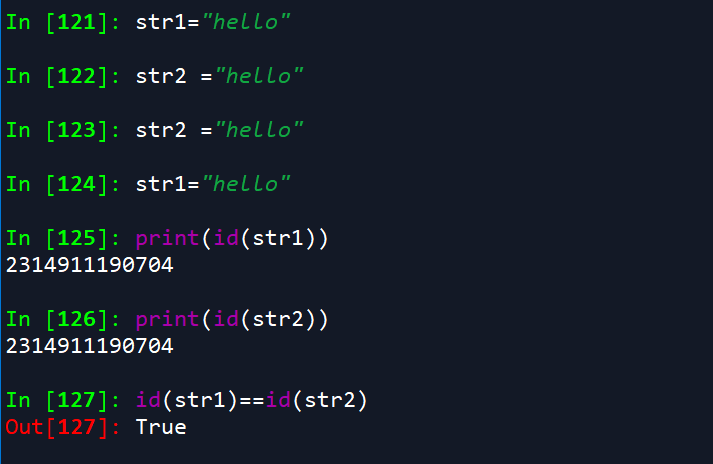 In [121]: str1="hello"
In [122]: str2 ="hello"
In [123]: str2 ="hello"
In [124]: str1="hello"
In [125]: print(id(str1))
2314911190704
In [126]: print(id(str2))
2314911190704
In [127]: id(str1)==id(str2)
Out[127]: True